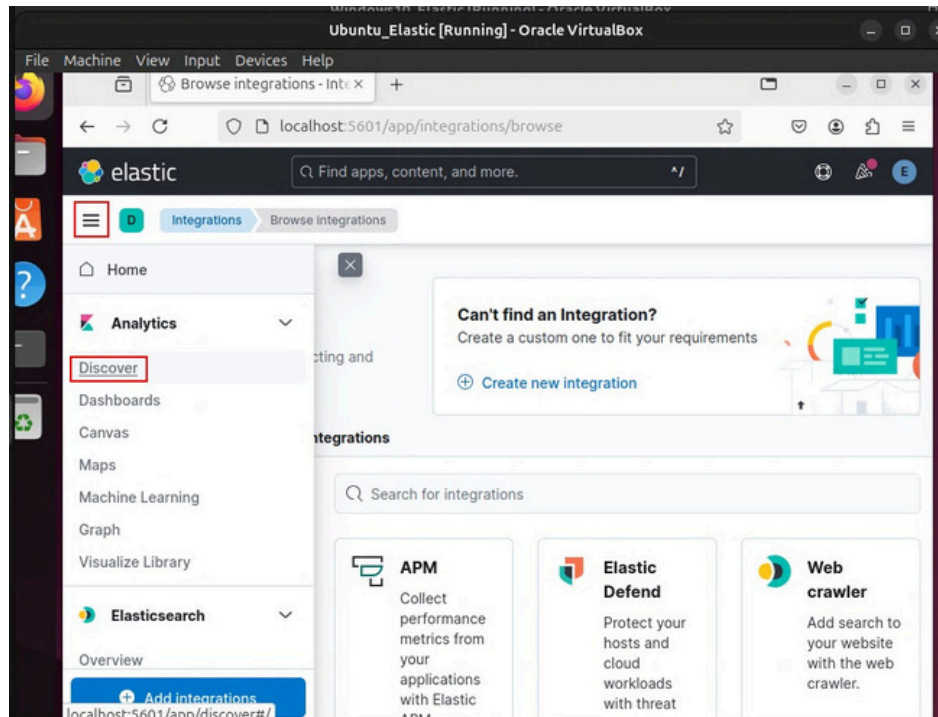 Ubuntu_Elastic [Running] - Oracle VirtualBox
File Machine View Input Devices Help
Browse integrations - Inte
localhost:5601/app/integrations/browse
elastic
Find apps, content, and more.
^/
E
D
Integrations
Browse integrations
Home
Analytics
Discover
Dashboards
Canvas
Maps
Machine Learning
Graph
Visualize Library
Elasticsearch
Overview
Add integrations
localhost:5601/app/discover#/
Can't find an Integration?
Create a custom one to fit your requirements
Create new integration
cting and
ntegrations
Search for integrations
APM
Collect
performance
metrics from
your
applications
with Elastic
APM
Elastic
Defend
Protect your
hosts and
cloud
workloads
with threat
Web
crawler
Add search to
your website
with the web
crawler.